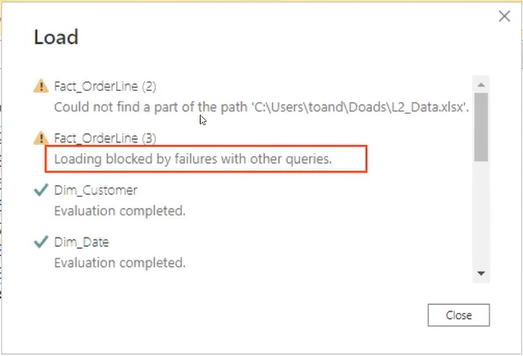 Load
Fact_OrderLine (2)
Could not find a part of the path 'C:\Users\toand\Doads\L2_Data.xlsx'.
Fact_OrderLine (3)
Loading blocked by failures with other queries.
Dim_Customer
Evaluation completed.
Dim_Date
Evaluation completed.
Close